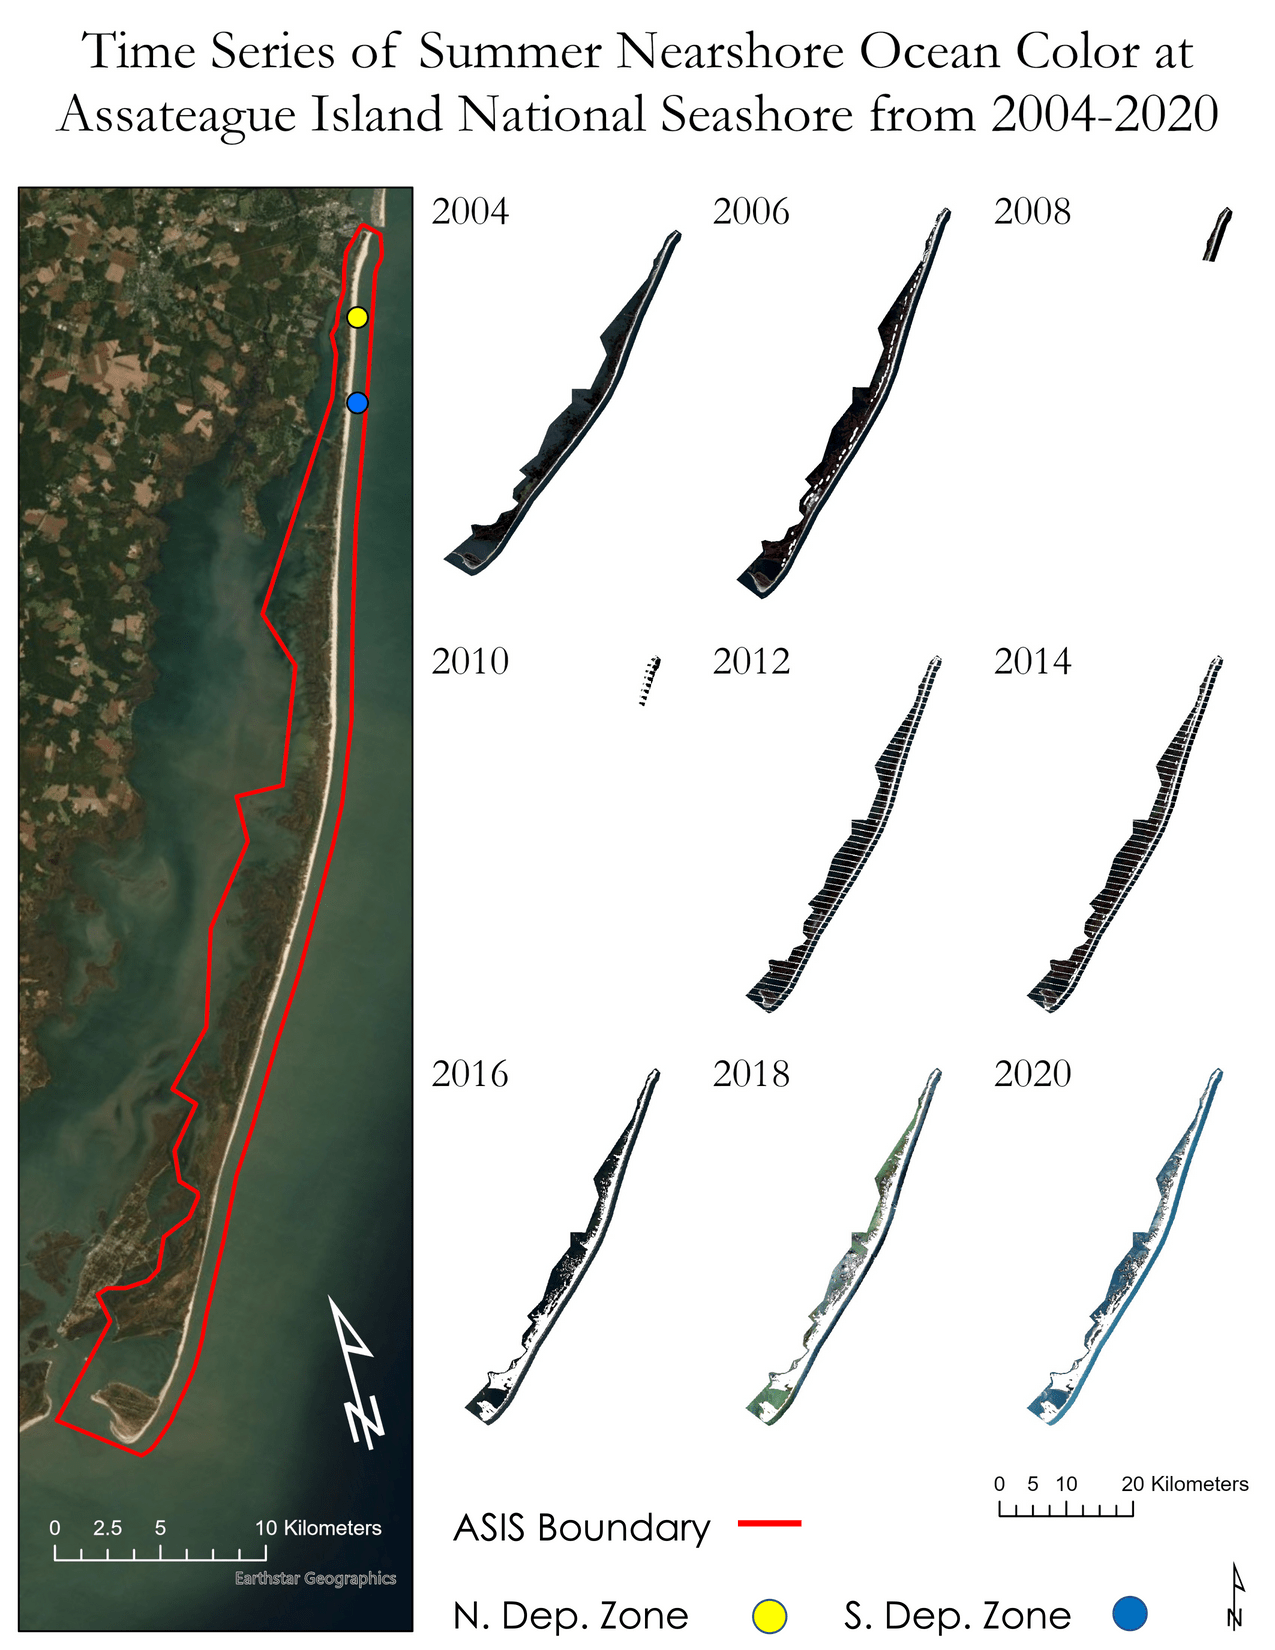 Time Series of Summer Nearshore Ocean Color at
Assateague Island National Seashore from 2004-2020
2004
2006
2008
2010
2012
2014
2016
2018
2020
N
0 2.5 5 10 Kilometers
Earthstar Geographics
0 5 10 20 Kilometers
ASIS Boundary
N. Dep. Zone
S. Dep. Zone
N